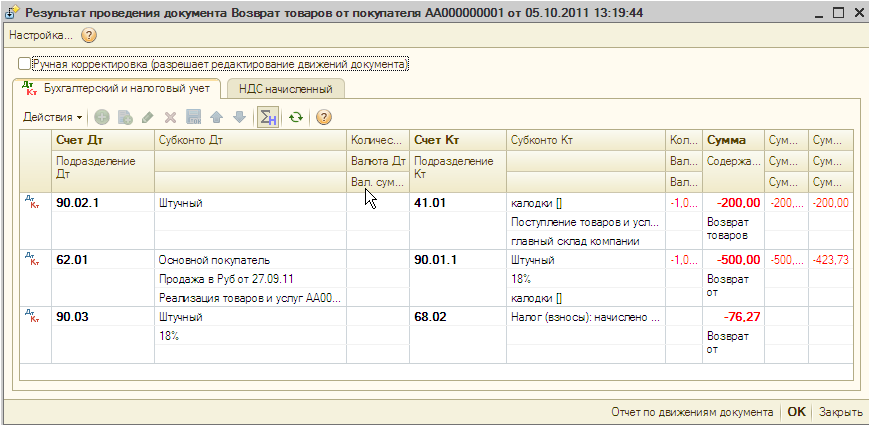 Результат проведения документа Возврат товаров от покупателя АА000000001 от 05.10.2011 13:19:44
Настройка...
Ручная корректировка (разрешает редактирование движений документа)
Бухгалтерский и налоговый учет НДС начисленный
Действия
Счет Дт Субконто Дт Количес... Счет Кт Субконто Кт Кол... Сумма Сум... Сум...
Подразделение Дт Валюта Дт Подразделение Кт Вал... Содержа... Сум... Сум...
Вал. сум... Вал... Сум... Сум...
90.02.1 Штучный 41.01 калодки [] -1,0... -200,00 -200,... -200,00
Поступление товаров и усл... Возврат
товаров
главный склад компании
62.01 Основной покупатель 90.01.1 Штучный -1,0... -500,00 -500,... -423,73
Продажа в Руб от 27.09.11 18% Возврат
от
Реализация товаров и услуг АА00... калодки []
90.03 Штучный 68.02 Налог (взносы): начислено ... -76,27
18% Возврат
от
Отчет по движениям документа ОК Закрыть